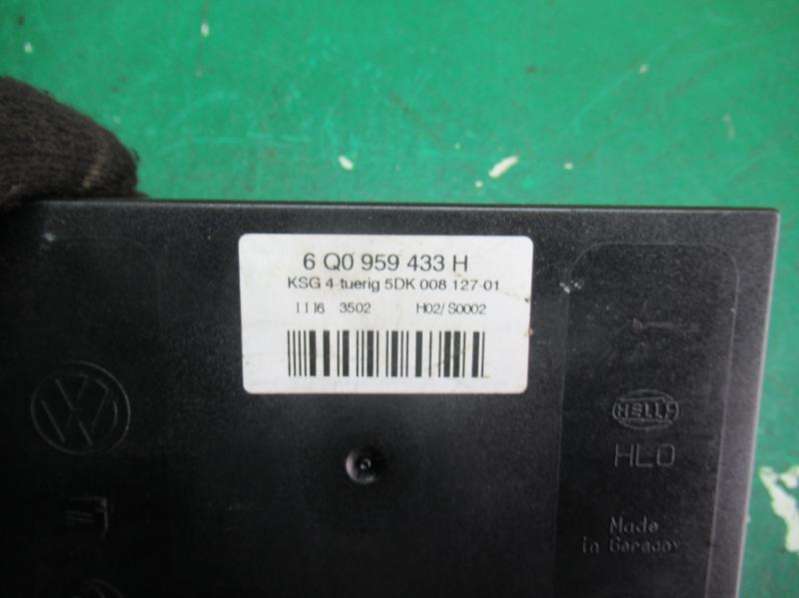 6 Q0 959 433 H
KSG 4-tuerig 5DK 008 127-01
1116 3502 H02/ S0002
HELLA
HLO
Made
in Germany